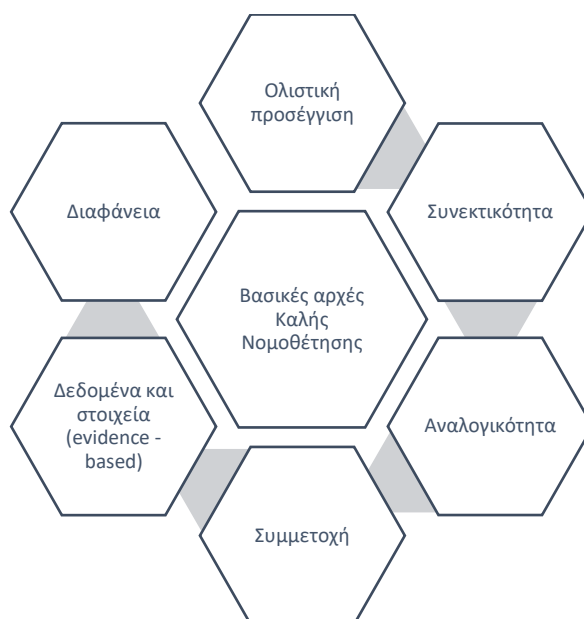 Ολιστική
προσέγγιση
Συνεκτικότητα
Αναλογικότητα
Συμμετοχή
Δεδομένα και
στοιχεία
(evidence -
based)
Διαφάνεια
Βασικές αρχές
Καλής
Νομοθέτησης